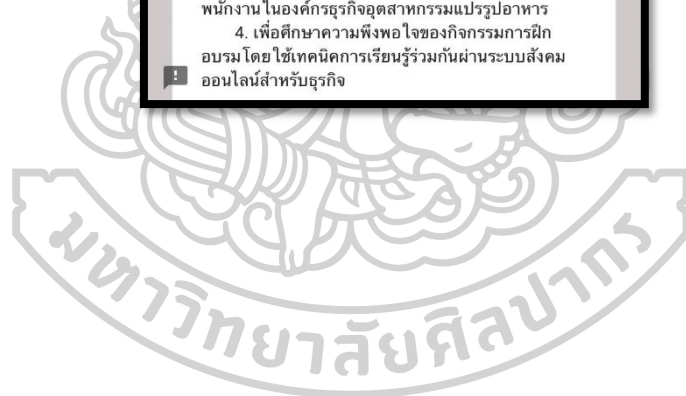 พนักงานในองค์กรธุรกิจอุตสาหกรรมแปรรูปอาหาร
4. เพื่อศึกษาความพึงพอใจของกิจกรรมการฝึก
อบรมโดยใช้เทคนิคการเรียนรู้ร่วมกันผ่านระบบสังคม
ออนไลน์สำหรับธุรกิจ
มหาวิทยาลัยศิลปากร